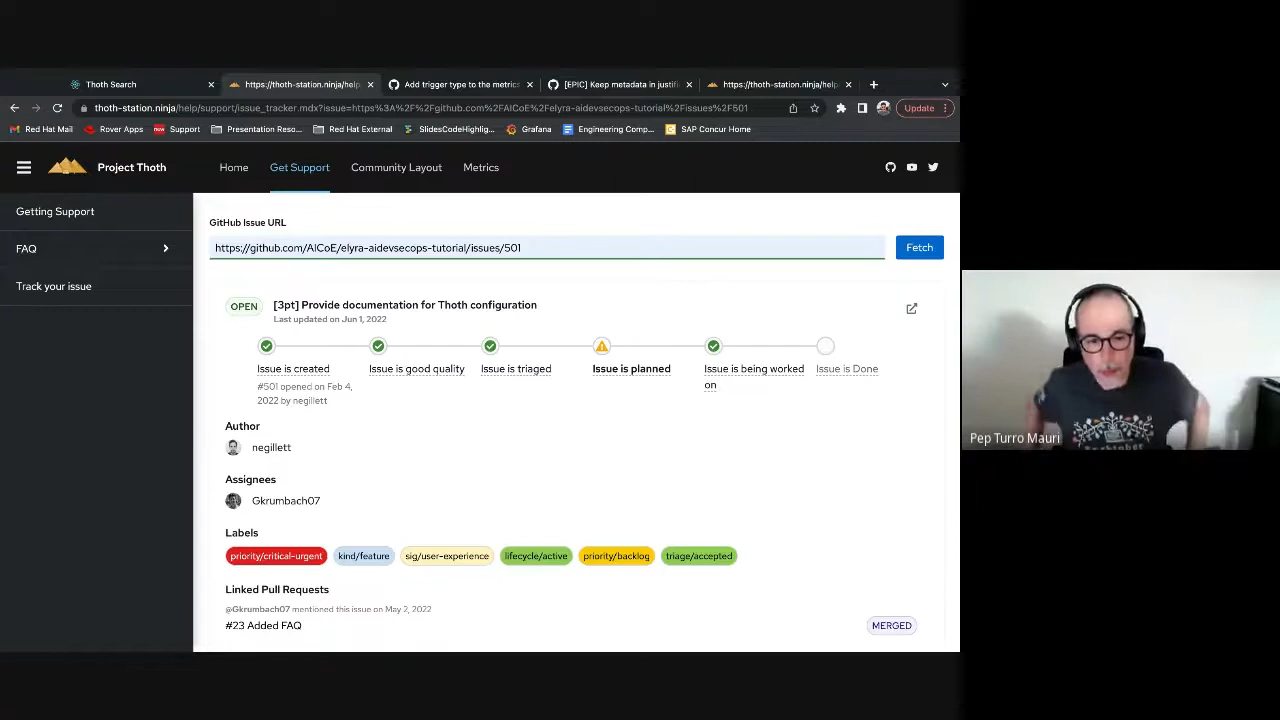 Thoth Search
https://thoth-station.ninja/help
Add trigger type to the metrics
[EPIC] Keep metadata in justifi
https://thoth-station.ninja/help
thoth-station.ninja/help/support/issue_tracker.mdx?issue=https%3A%2F%2Fgithub.com%2FAICoE%2Felyra-aidevsecops-tutorial%2Fissues%2F501
Update
Red Hat Mail
Rover Apps
Support
Presentation Reso...
Red Hat External
SlidesCodeHighlig...
Grafana
Engineering Comp...
SAP Concur Home
Project Thoth
Home
Get Support
Community Layout
Metrics
Getting Support
FAQ
Track your issue
GitHub Issue URL
https://github.com/AICoE/elyra-aidevsecops-tutorial/issues/501
Fetch
OPEN
[3pt] Provide documentation for Thoth configuration
Last updated on Jun 1, 2022
Issue is created
#501 opened on Feb 4,
2022 by negillett
Issue is good quality
Issue is triaged
Issue is planned
Issue is being worked
on
Issue is Done
Author
negillett
Assignees
Gkrumbach07
Labels
priority/critical-urgent
kind/feature
sig/user-experience
lifecycle/active
priority/backlog
triage/accepted
Linked Pull Requests
@Gkrumbach07 mentioned this issue on May 2, 2022
#23 Added FAQ
MERGED
Pep Turro Mauri